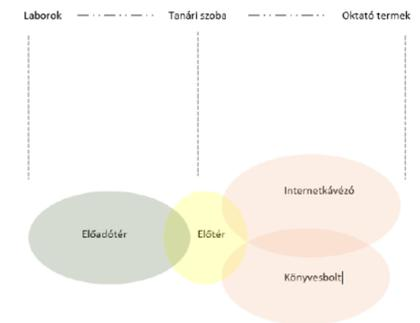 Laborok Tanári szoba Oktató termek
Internetkávézó
Előadótér Előtér
Könyvesbolt